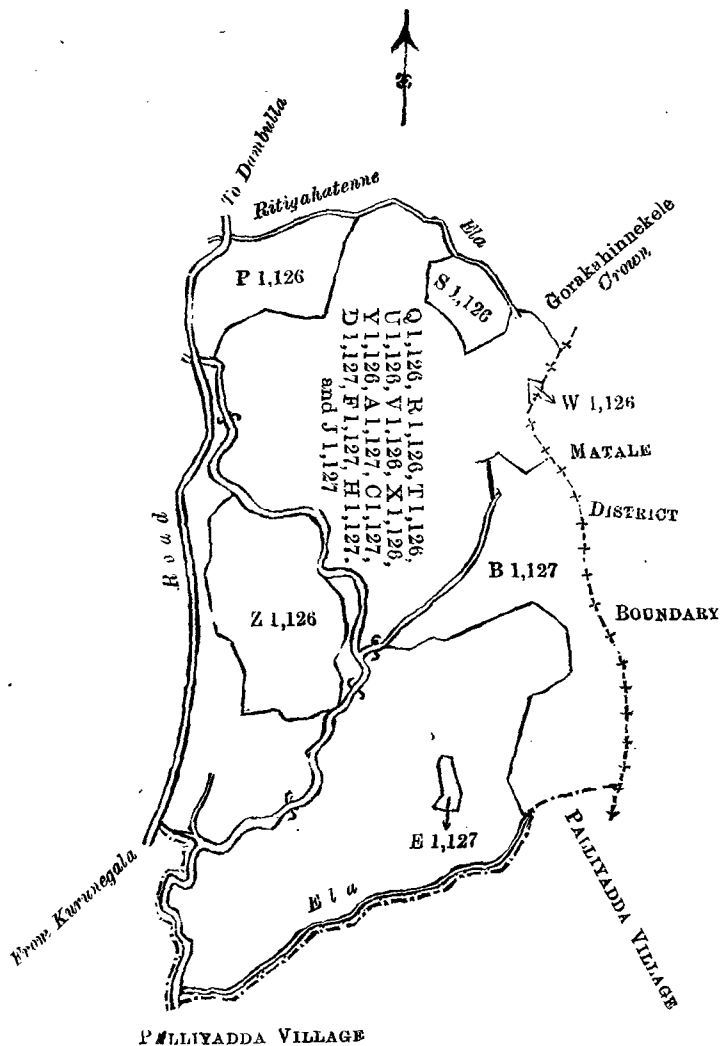 To Dambulla
Ritigahatenne
Ela
Gorakahinnekele
Crown
P 1,126
S 1,126
Q 1,126, R 1,126, T 1,126,
U 1,126, V 1,126, X 1,126,
Y 1,126, A 1,127, C 1,127,
D 1,127, F 1,127, H 1,127.
and J 1,127
W 1,126
MATALE
DISTRICT
BOUNDARY
Road
B 1,127
Z 1,126
E 1,127
Ela
From Kurunegala
PALLIYADDA VILLAGE
PALLIYADDA VILLAGE